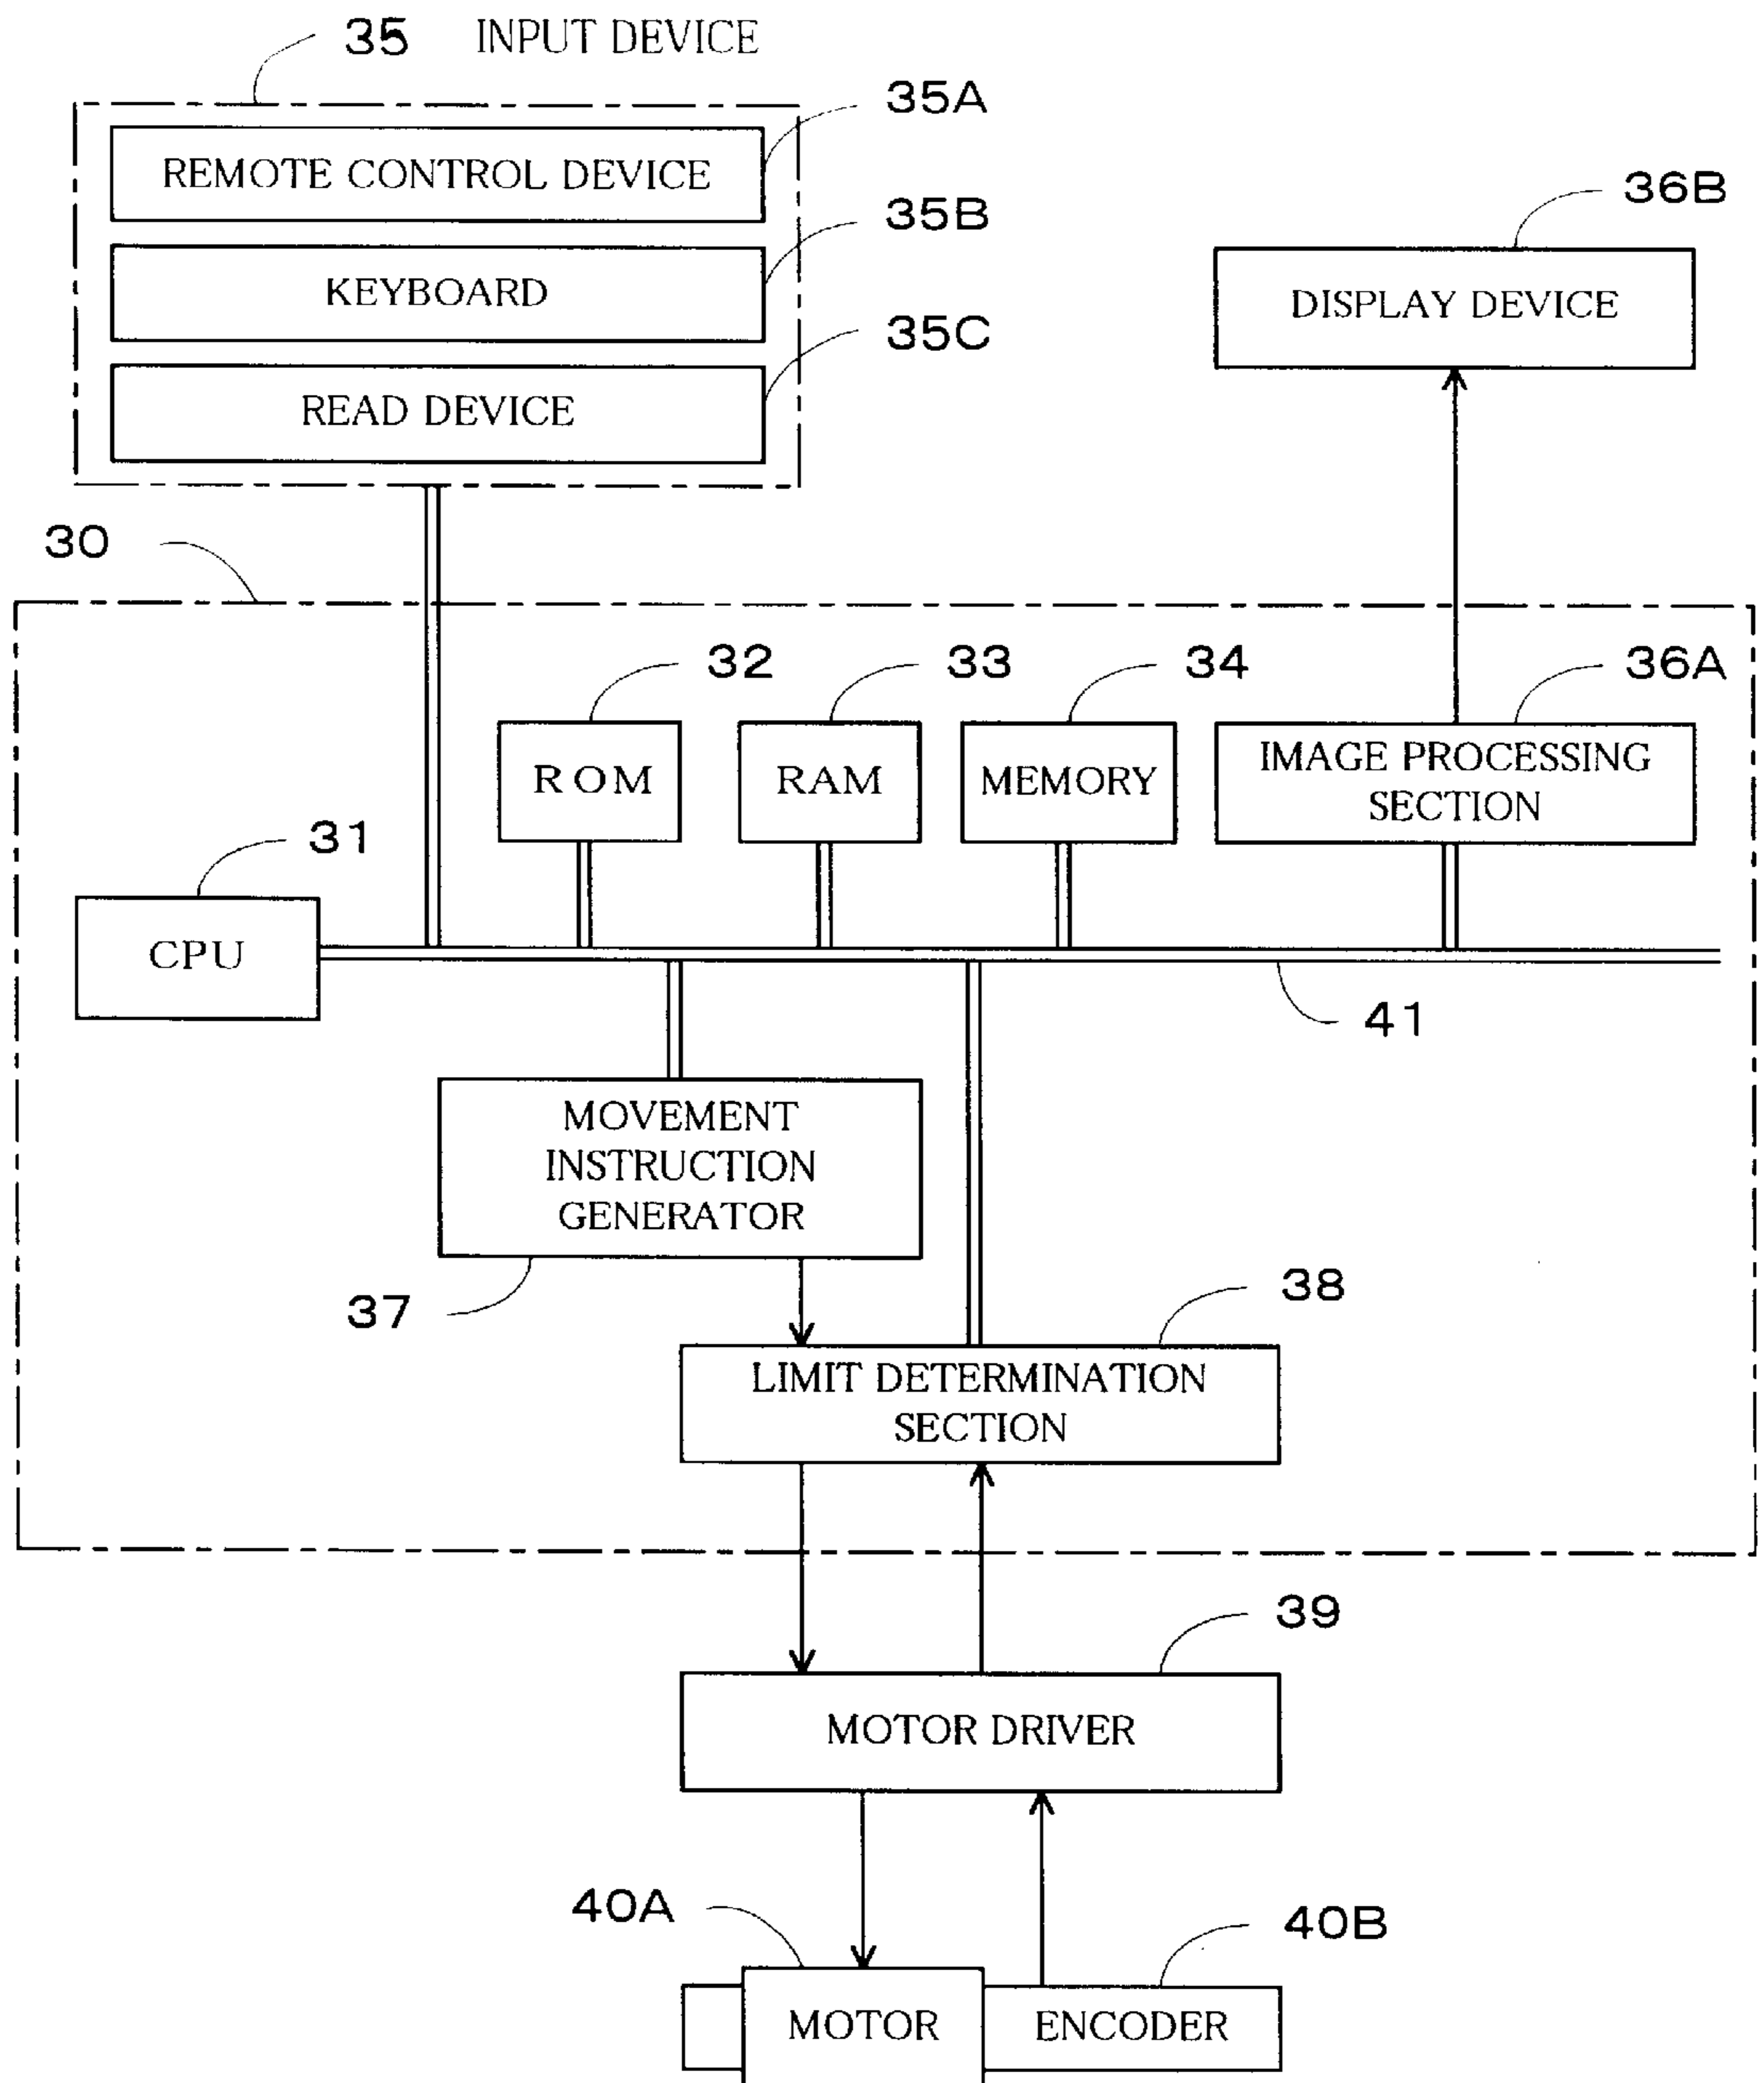 35 INPUT DEVICE
35A
REMOTE CONTROL DEVICE
35B
KEYBOARD
35C
READ DEVICE
36B
DISPLAY DEVICE
30
32
33
34
36A
ROM
RAM
MEMORY
IMAGE PROCESSING
SECTION
31
CPU
41
MOVEMENT
INSTRUCTION
GENERATOR
37
38
LIMIT DETERMINATION
SECTION
39
MOTOR DRIVER
40A
40B
MOTOR
ENCODER